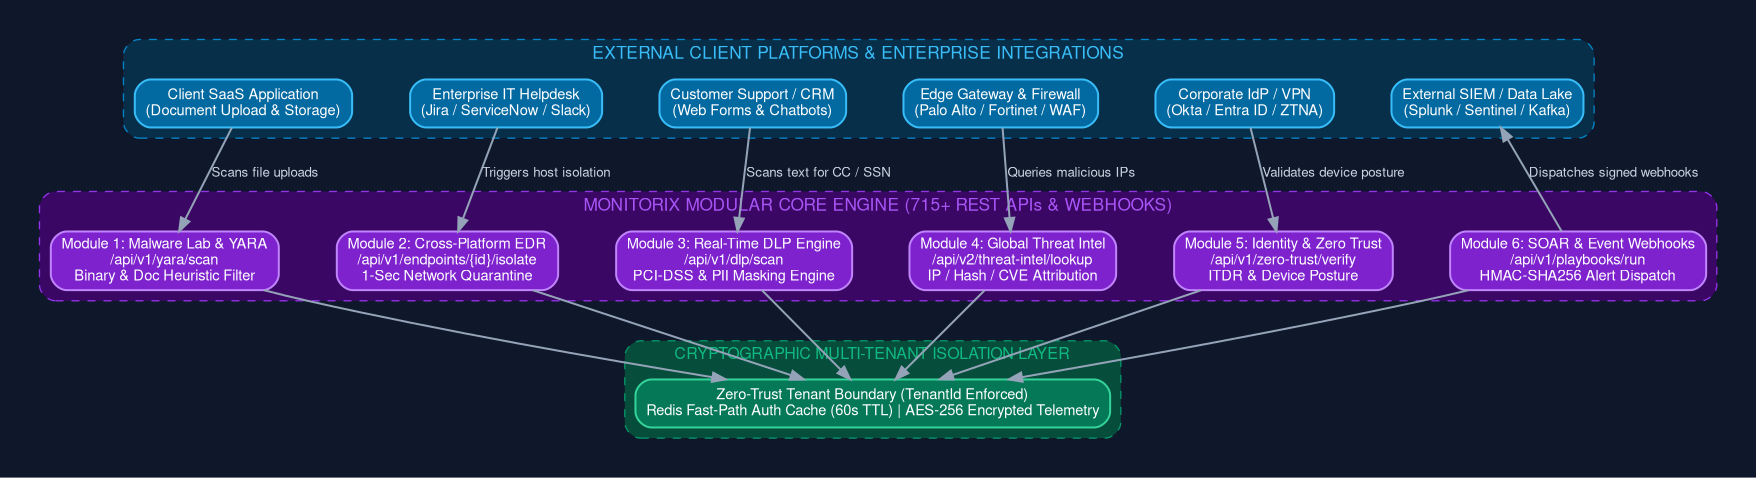 EXTERNAL CLIENT PLATFORMS & ENTERPRISE INTEGRATIONS
Client SaaS Application
(Document Upload & Storage)
Enterprise IT Helpdesk
(Jira / ServiceNow / Slack)
Customer Support / CRM
(Web Forms & Chatbots)
Edge Gateway & Firewall
(Palo Alto / Fortinet / WAF)
Corporate IdP / VPN
(Okta / Entra ID / ZTNA)
External SIEM / Data Lake
(Splunk / Sentinel / Kafka)
Scans file uploads
Triggers host isolation
Scans text for CC / SSN
Queries malicious IPs
Validates device posture
Dispatches signed webhooks
MONITORIX MODULAR CORE ENGINE (715+ REST APIs & WEBHOOKS)
Module 1: Malware Lab & YARA
/api/v1/yara/scan
Binary & Doc Heuristic Filter
Module 2: Cross-Platform EDR
/api/v1/endpoints/{id}/isolate
1-Sec Network Quarantine
Module 3: Real-Time DLP Engine
/api/v1/dlp/scan
PCI-DSS & PII Masking Engine
Module 4: Global Threat Intel
/api/v2/threat-intel/lookup
IP / Hash / CVE Attribution
Module 5: Identity & Zero Trust
/api/v1/zero-trust/verify
ITDR & Device Posture
Module 6: SOAR & Event Webhooks
/api/v1/playbooks/run
HMAC-SHA256 Alert Dispatch
CRYPTOGRAPHIC MULTI-TENANT ISOLATION LAYER
Zero-Trust Tenant Boundary (TenantId Enforced)
Redis Fast-Path Auth Cache (60s TTL) | AES-256 Encrypted Telemetry